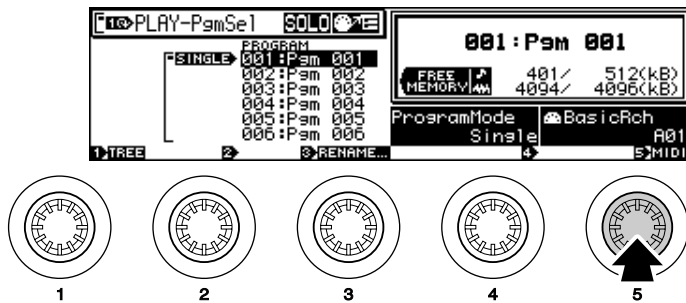 PLAY-PgmSel SOLO
PROGRAM
SINGLE 001:Pgm 001
002:Pgm 002
003:Pgm 003
004:Pgm 004
005:Pgm 005
006:Pgm 006
001:Pgm 001
FREE MEMORY 401/ 512(kB)
4094/ 4096(kB)
ProgramMode BasicRch
Single A01
1 TREE 2 3 RENAME... 4 5 MIDI
1 2 3 4 5